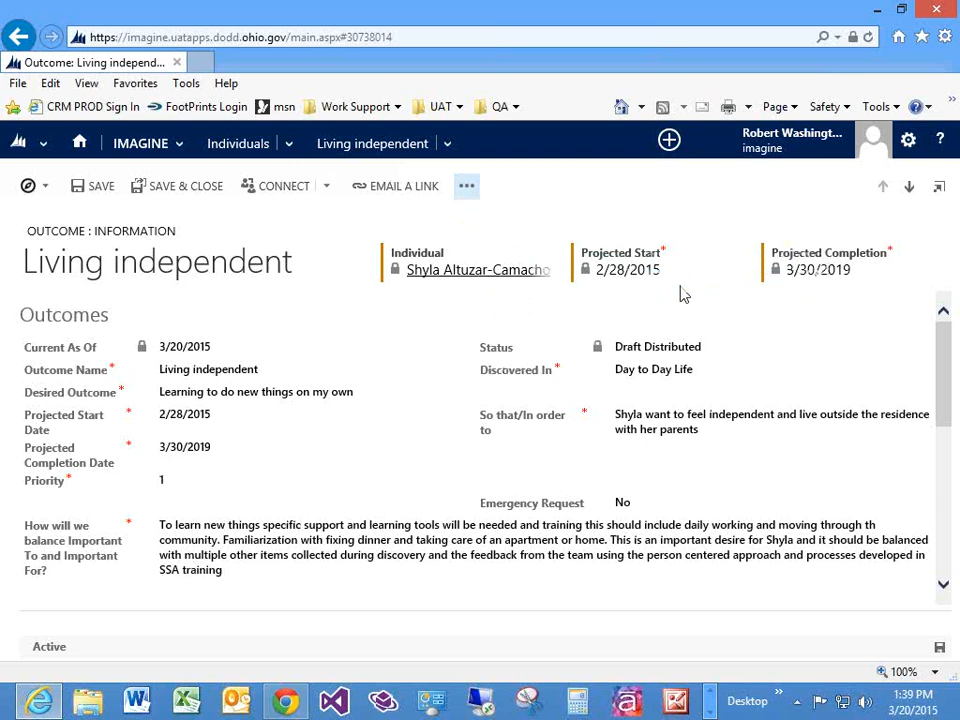 https://imagine.uatapps.dodd.ohio.gov/main.aspx#30738014
Outcome: Living independ...
File Edit View Favorites Tools Help
CRM PROD Sign In FootPrints Login msn Work Support UAT QA Page Safety Tools
IMAGINE Individuals Living independent Robert Washingt...
imagine
SAVE SAVE & CLOSE CONNECT EMAIL A LINK
OUTCOME : INFORMATION
Living independent
Individual
Shyla Altuzar-Camacho
Projected Start*
2/28/2015
Projected Completion*
3/30/2019
Outcomes
Current As Of 3/20/2015 Status Draft Distributed
Outcome Name* Living independent Discovered In* Day to Day Life
Desired Outcome* Learning to do new things on my own
Projected Start * 2/28/2015 So that/In order * Shyla want to feel independent and live outside the residence
Date to with her parents
Projected * 3/30/2019
Completion Date
Priority* 1
Emergency Request No
How will we * To learn new things specific support and learning tools will be needed and training this should include daily working and moving through th
balance Important community. Familiarization with fixing dinner and taking care of an apartment or home. This is an important desire for Shyla and it should be balanced
To and Important with multiple other items collected during discovery and the feedback from the team using the person centered approach and processes developed in
For? SSA training
Active
100%
Desktop 1:39 PM
3/20/2015